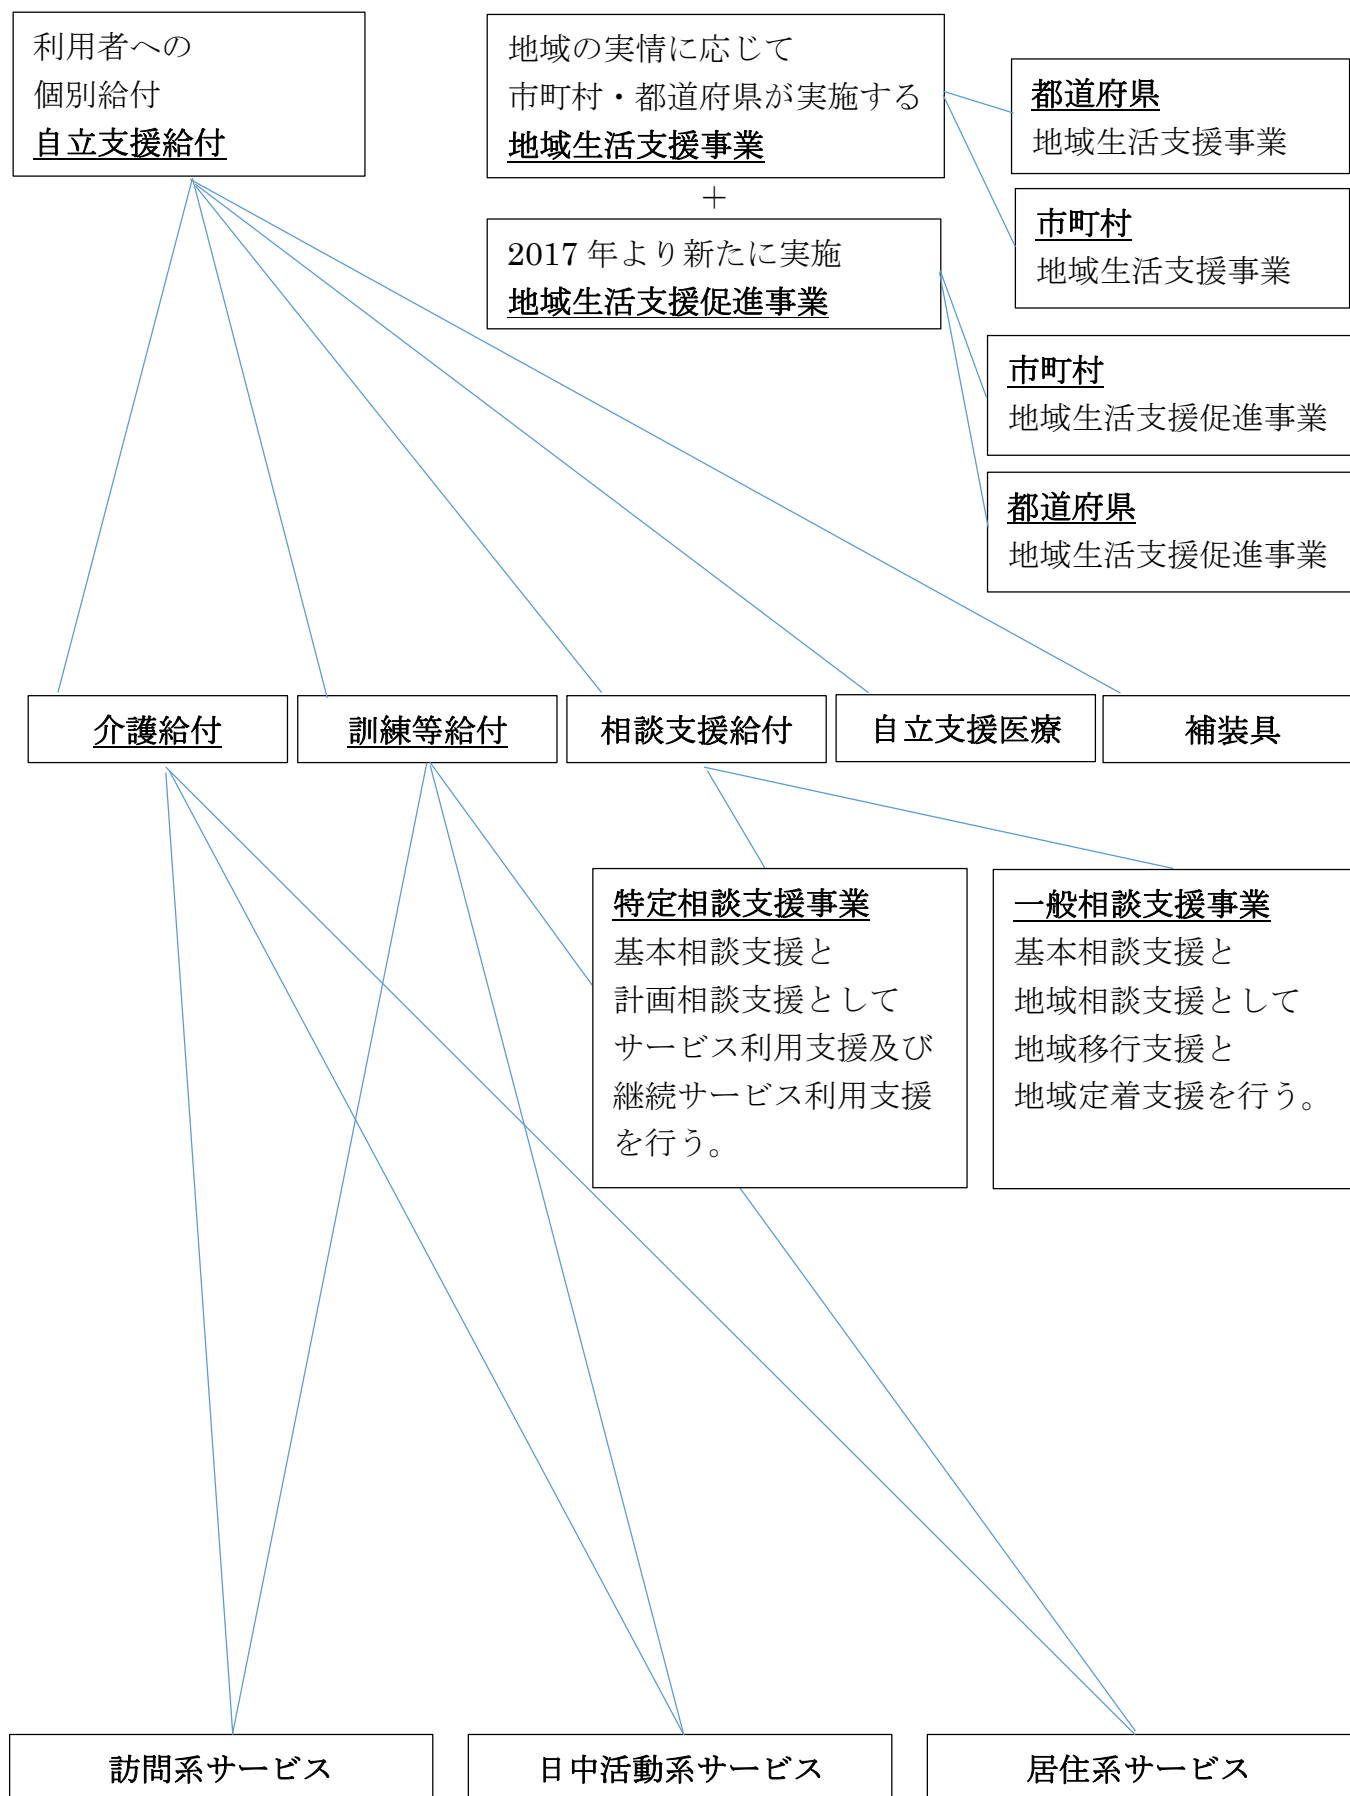 利用者への
個別給付
自立支援給付
地域の実情に応じて
市町村・都道府県が実施する
地域生活支援事業
＋
2017年より新たに実施
地域生活支援促進事業
都道府県
地域生活支援事業
市町村
地域生活支援事業
市町村
地域生活支援促進事業
都道府県
地域生活支援促進事業
介護給付
訓練等給付
相談支援給付
自立支援医療
補装具
特定相談支援事業
基本相談支援と
計画相談支援として
サービス利用支援及び
継続サービス利用支援
を行う。
一般相談支援事業
基本相談支援と
地域相談支援として
地域移行支援と
地域定着支援を行う。
訪問系サービス
日中活動系サービス
居住系サービス